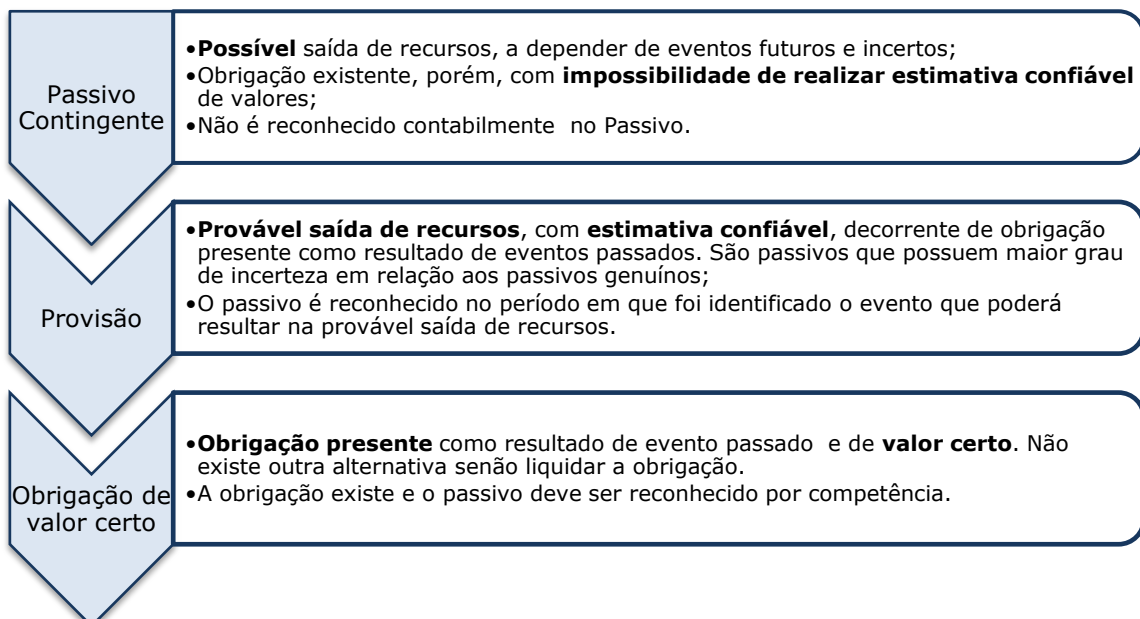 Passivo
Contingente
•Possível saída de recursos, a depender de eventos futuros e incertos;
•Obrigação existente, porém, com impossibilidade de realizar estimativa confiável
de valores;
•Não é reconhecido contabilmente no Passivo.
Provisão
•Provável saída de recursos, com estimativa confiável, decorrente de obrigação
presente como resultado de eventos passados. São passivos que possuem maior grau
de incerteza em relação aos passivos genuínos;
•O passivo é reconhecido no período em que foi identificado o evento que poderá
resultar na provável saída de recursos.
Obrigação de
valor certo
•Obrigação presente como resultado de evento passado e de valor certo. Não
existe outra alternativa senão liquidar a obrigação.
•A obrigação existe e o passivo deve ser reconhecido por competência.